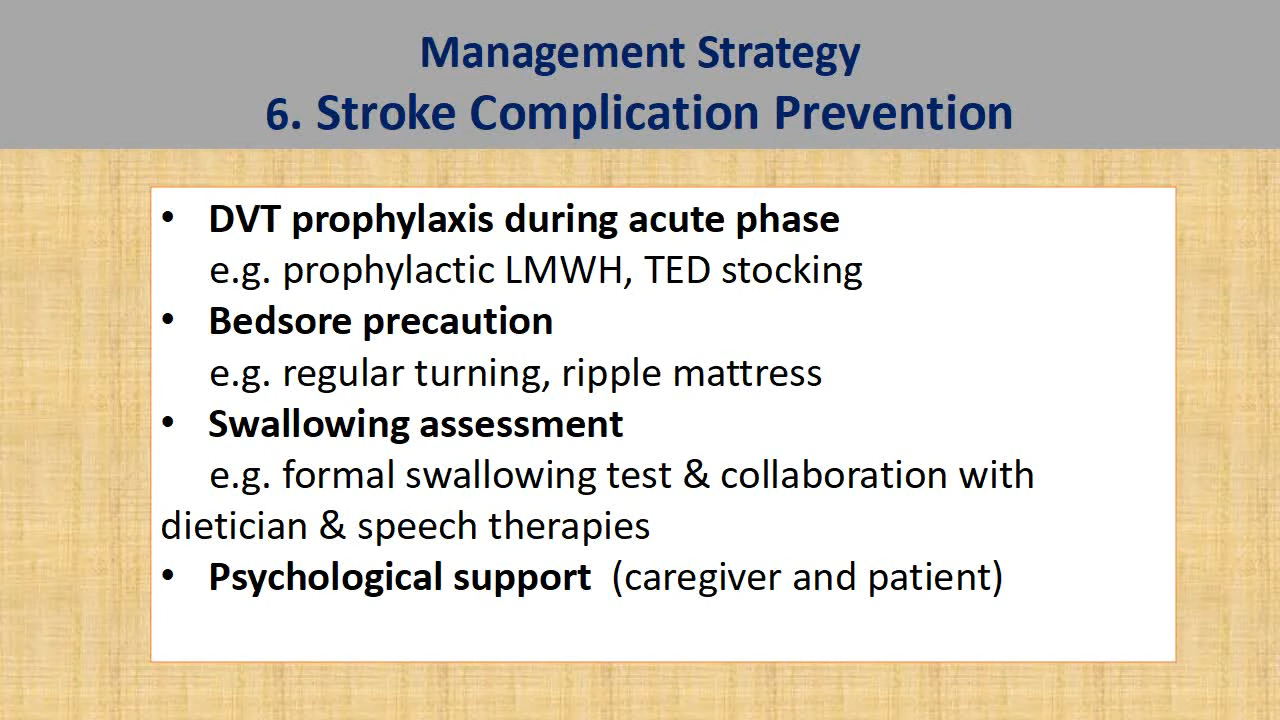 Management Strategy
6. Stroke Complication Prevention
• DVT prophylaxis during acute phase
e.g. prophylactic LMWH, TED stocking
• Bedsore precaution
e.g. regular turning, ripple mattress
• Swallowing assessment
e.g. formal swallowing test & collaboration with
dietician & speech therapies
• Psychological support (caregiver and patient)